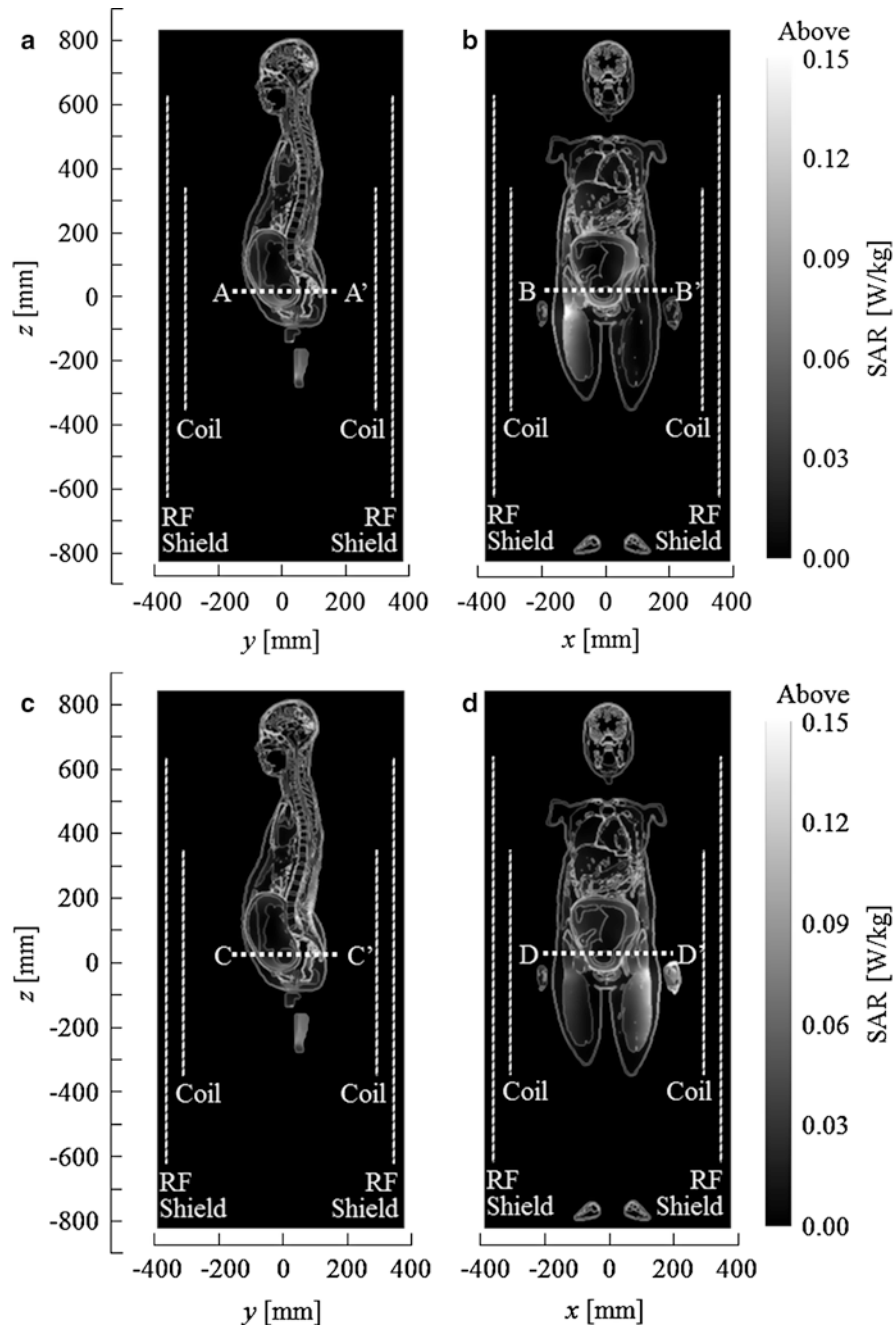 a
b
Above
800
600
400
200
0
-200
-400
-600
-800
z [mm]
A
A’
B
B’
Coil
Coil
Coil
Coil
RF
Shield
RF
Shield
RF
Shield
RF
Shield
0.15
0.12
0.09
0.06
0.03
0.00
SAR [W/kg]
-400 -200 0 200 400
-400 -200 0 200 400
y [mm]
x [mm]
c
d
Above
800
600
400
200
0
-200
-400
-600
-800
z [mm]
C
C’
D
D’
Coil
Coil
Coil
Coil
RF
Shield
RF
Shield
RF
Shield
RF
Shield
0.15
0.12
0.09
0.06
0.03
0.00
SAR [W/kg]
-400 -200 0 200 400
-400 -200 0 200 400
y [mm]
x [mm]